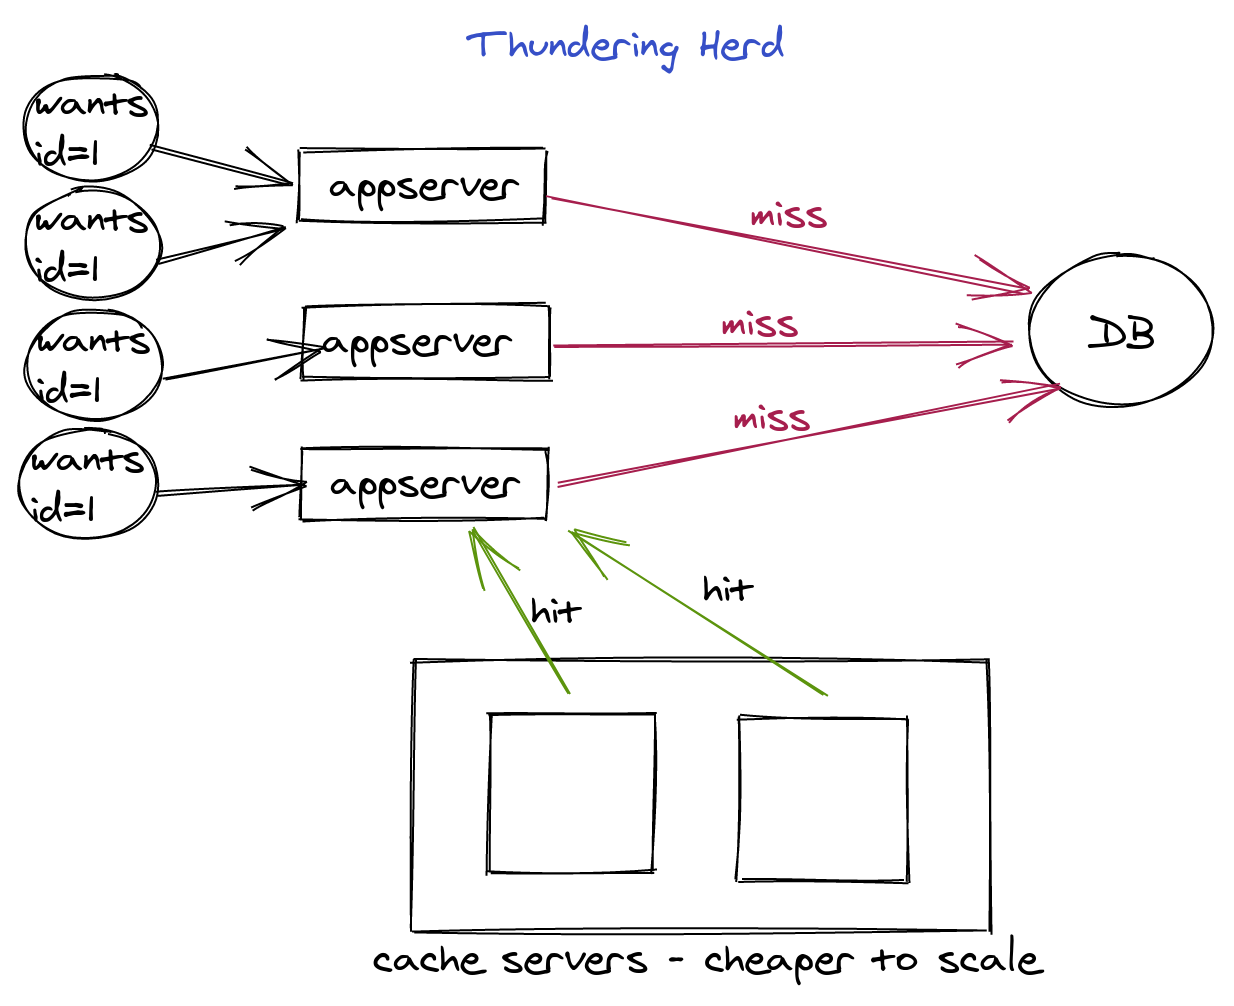 Thundering Herd
wants
id=1
wants
id=1
wants
id=1
wants
id=1
appserver
appserver
appserver
miss
miss
miss
DB
hit
hit
cache servers - cheaper to scale